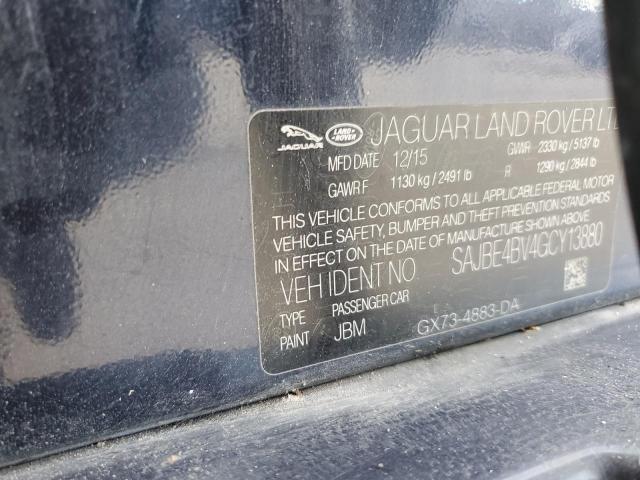 JAGUAR LAND ROVER JAGUAR LAND ROVER LTD
MFD DATE 12/15 GVWR 2330 kg / 5137 lb
GAWR F 1130 kg / 2491 lb R 1290 kg / 2844 lb
THIS VEHICLE CONFORMS TO ALL APPLICABLE FEDERAL MOTOR
VEHICLE SAFETY, BUMPER AND THEFT PREVENTION STANDARDS
IN EFFECT ON THE DATE OF MANUFACTURE SHOWN ABOVE
VEH IDENT NO. SAJBE4BV4GCY13880
TYPE PASSENGER CAR
PAINT JBM GX73-4883-DA